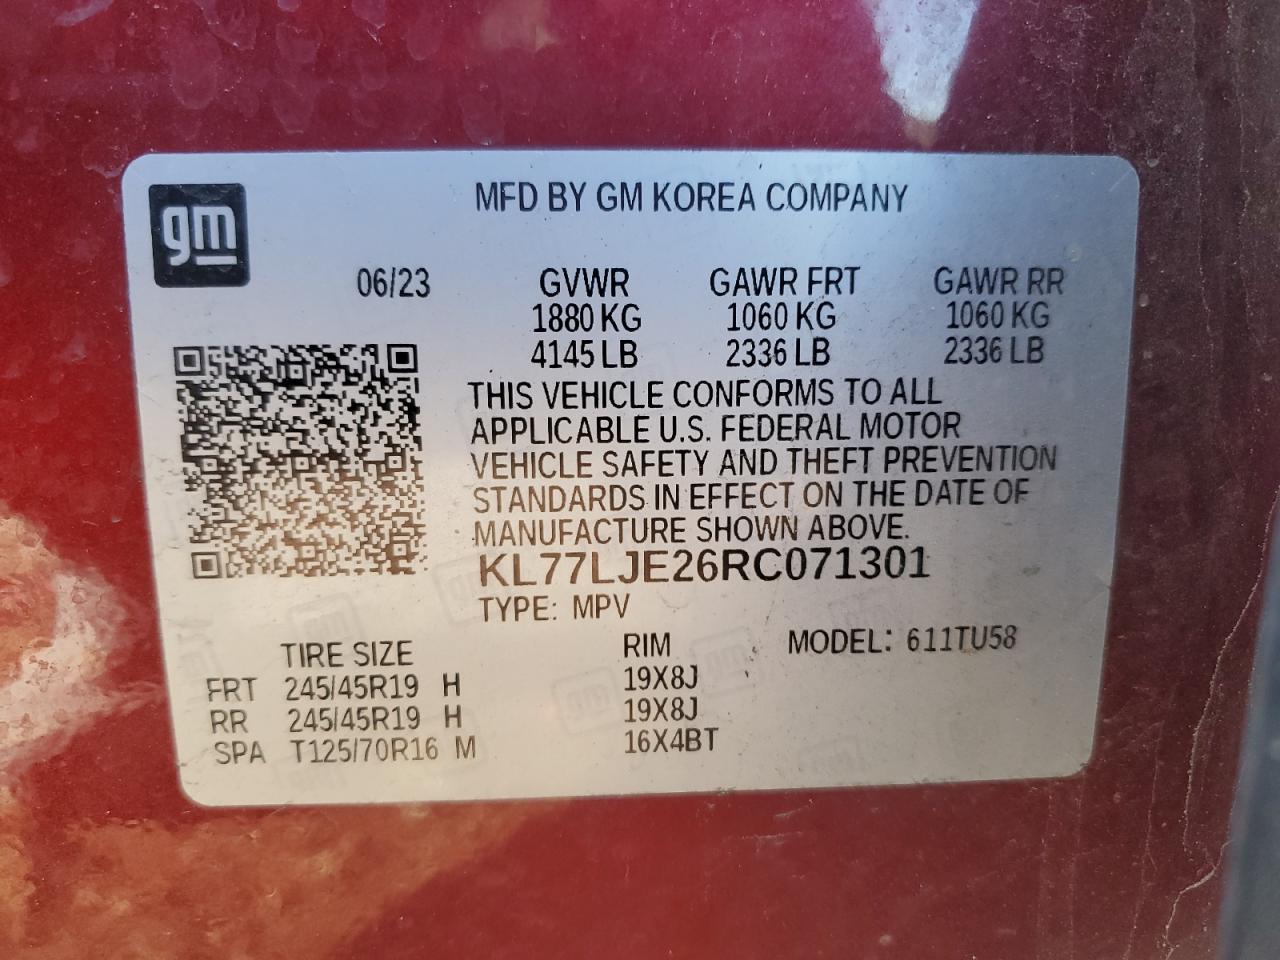 gm
MFD BY GM KOREA COMPANY
06/23 GVWR GAWR FRT GAWR RR
1880 KG 1060 KG 1060 KG
4145 LB 2336 LB 2336 LB
THIS VEHICLE CONFORMS TO ALL
APPLICABLE U.S. FEDERAL MOTOR
VEHICLE SAFETY AND THEFT PREVENTION
STANDARDS IN EFFECT ON THE DATE OF
MANUFACTURE SHOWN ABOVE.
KL77LJE26RC071301
TYPE: MPV
TIRE SIZE RIM MODEL: 611TU58
FRT 245/45R19 H 19X8J
RR 245/45R19 H 19X8J
SPA T125/70R16 M 16X4BT